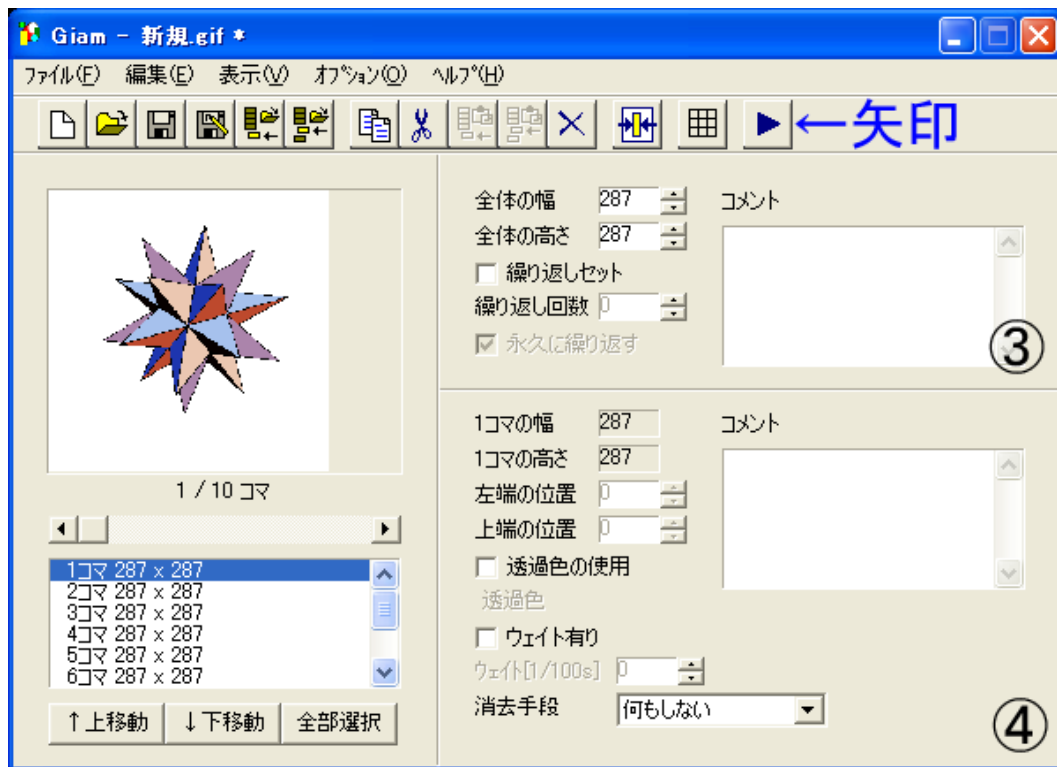 Giam - 新規.gif *
ファイル(F) 編集(E) 表示(V) オプション(O) ヘルプ(H)
←矢印
全体の幅 287 コメント
全体の高さ 287
繰り返しセット
繰り返し回数 0
永久に繰り返す
③
1 / 10 コマ
1コマ 287 x 287
2コマ 287 x 287
3コマ 287 x 287
4コマ 287 x 287
5コマ 287 x 287
6コマ 287 x 287
↑上移動 ↓下移動 全部選択
1コマの幅 287 コメント
1コマの高さ 287
左端の位置 0
上端の位置 0
透過色の使用
透過色
ウェイト有り
ウェイト[1/100s] 0
消去手段 何もしない
④